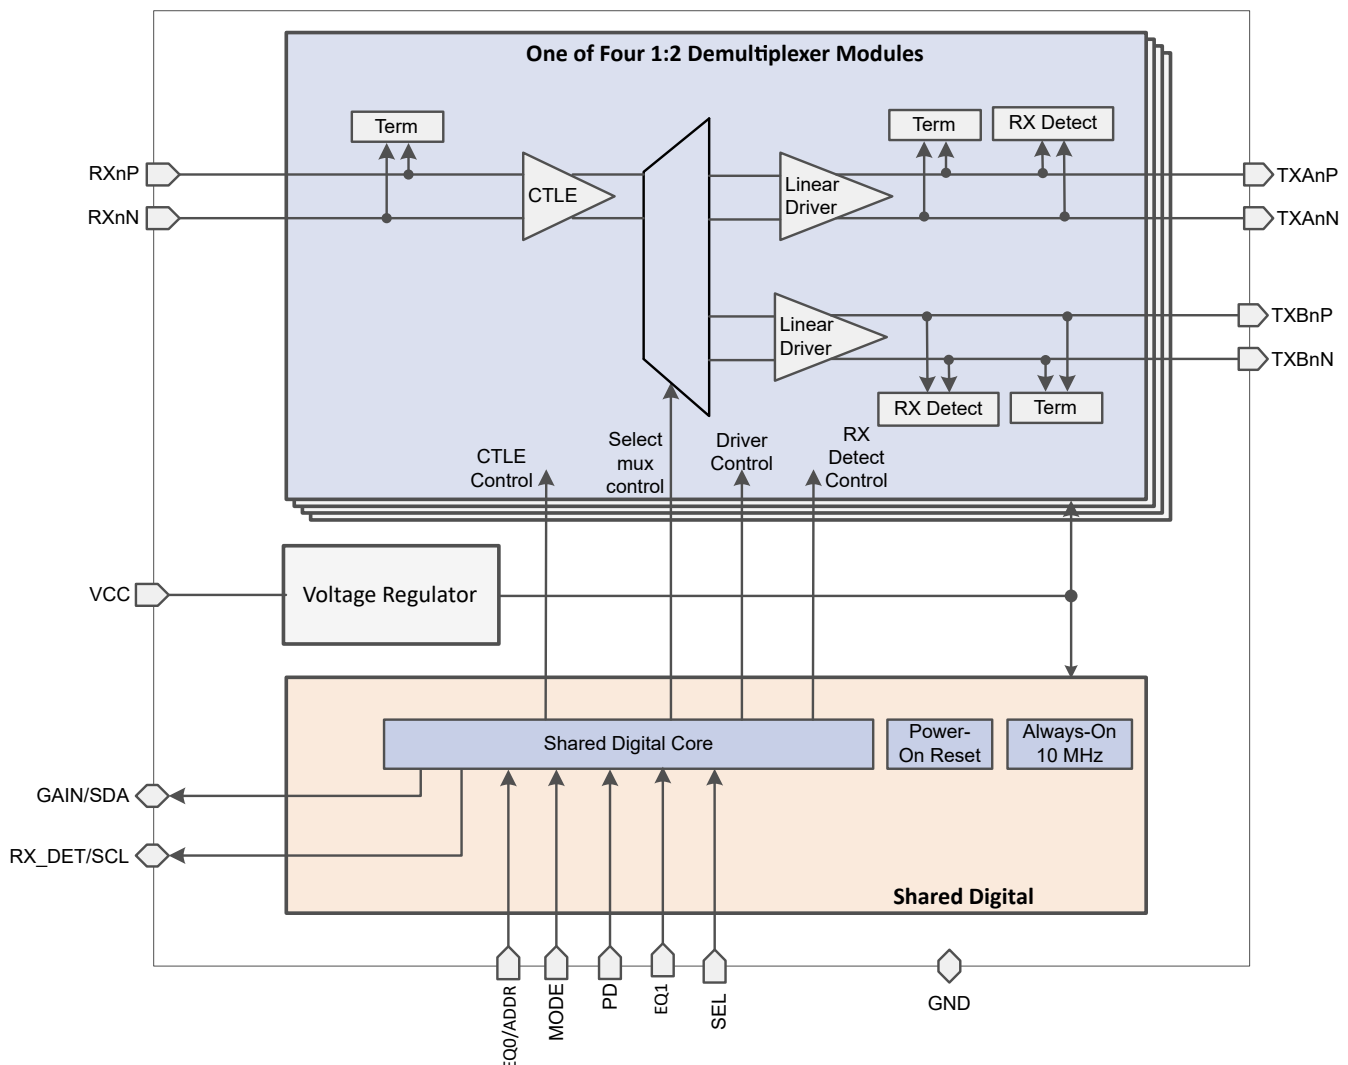 One of Four 1:2 Demultiplexer Modules
Term
Term
RX Detect
RXnP
RXnN
CTLE
Linear
Driver
TXAnP
TXAnN
Linear
Driver
TXBnP
TXBnN
RX Detect
Term
CTLE
Control
Select
mux
control
Driver
Control
RX
Detect
Control
VCC
Voltage Regulator
Shared Digital Core
Power-
On Reset
Always-On
10 MHz
GAIN/SDA
RX_DET/SCL
Shared Digital
EQ0/ADDR
MODE
PD
EQ1
SEL
GND